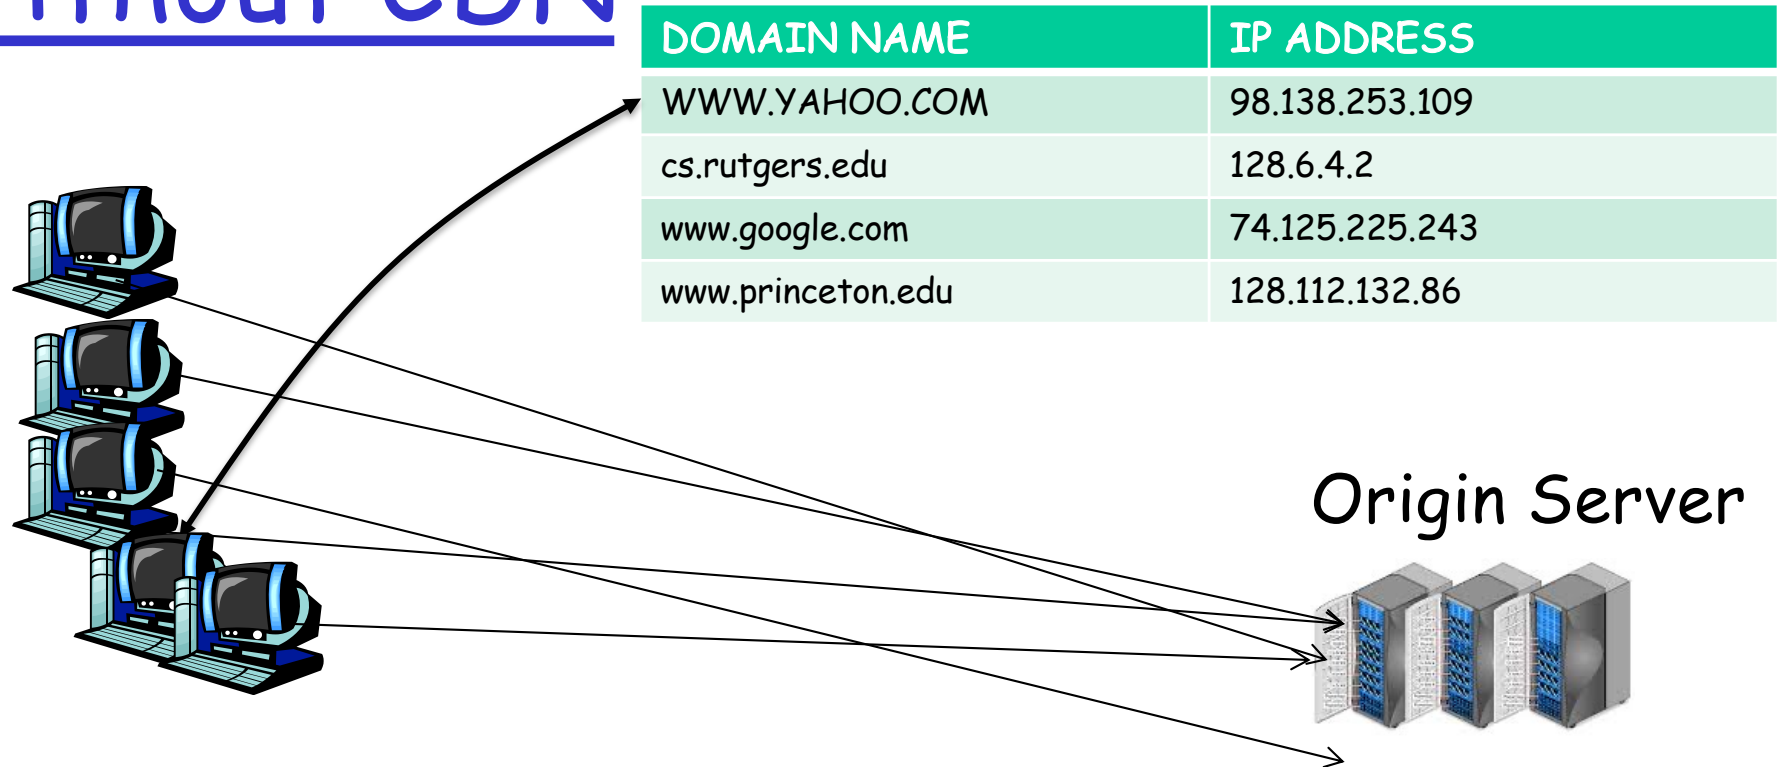 CDN
DOMAIN NAME IP ADDRESS
WWW.YAHOO.COM 98.138.253.109
cs.rutgers.edu 128.6.4.2
www.google.com 74.125.225.243
www.princeton.edu 128.112.132.86
Origin Server